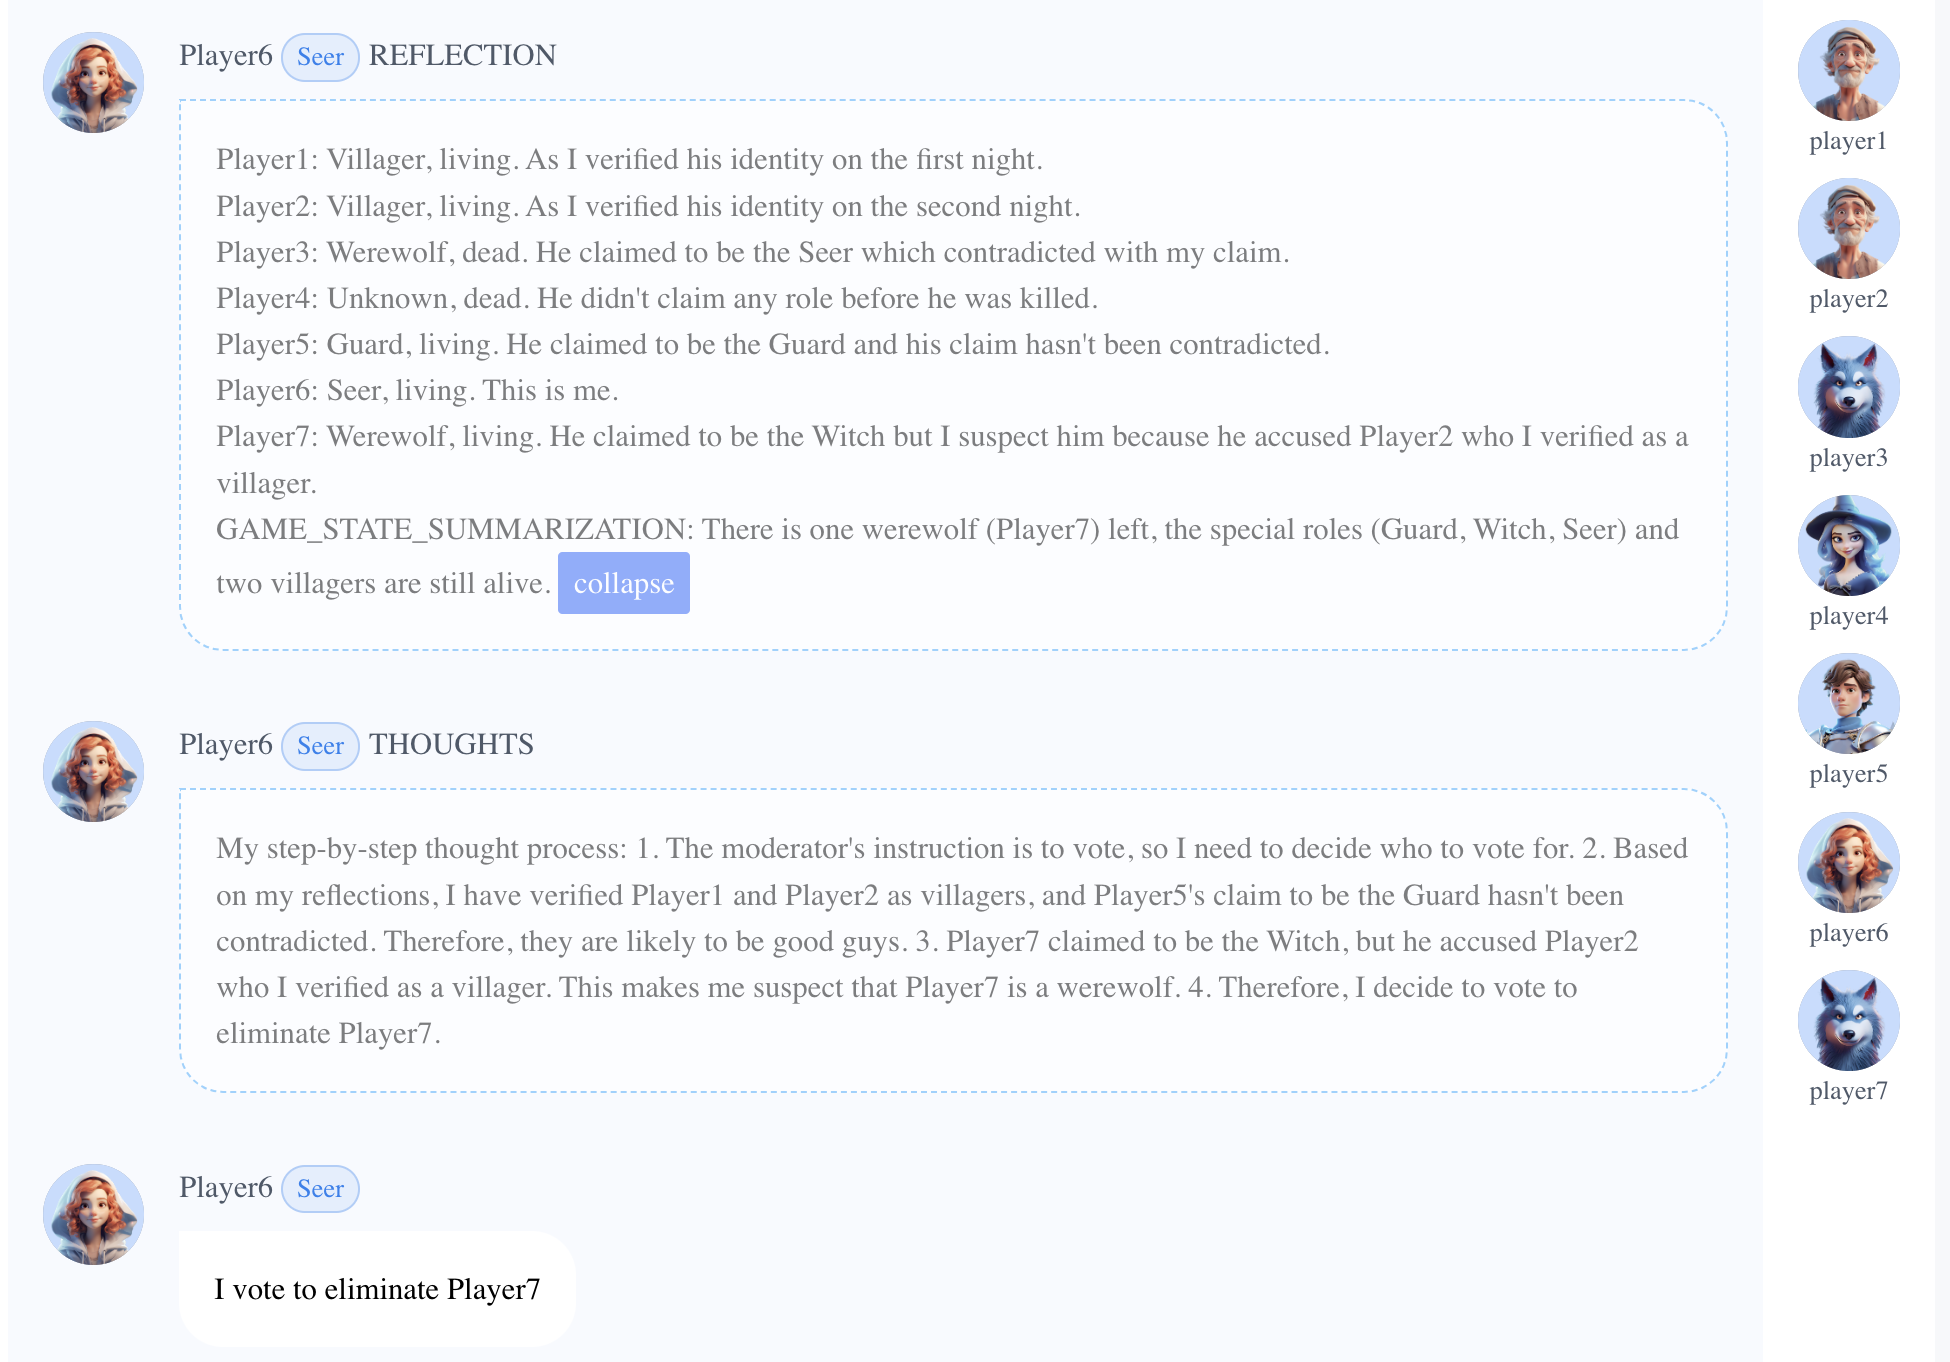 Player6 Seer REFLECTION
Player1: Villager, living. As I verified his identity on the first night.
Player2: Villager, living. As I verified his identity on the second night.
Player3: Werewolf, dead. He claimed to be the Seer which contradicted with my claim.
Player4: Unknown, dead. He didn't claim any role before he was killed.
Player5: Guard, living. He claimed to be the Guard and his claim hasn't been contradicted.
Player6: Seer, living. This is me.
Player7: Werewolf, living. He claimed to be the Witch but I suspect him because he accused Player2 who I verified as a
villager.
GAME_STATE_SUMMARIZATION: There is one werewolf (Player7) left, the special roles (Guard, Witch, Seer) and
two villagers are still alive. collapse
Player6 Seer THOUGHTS
My step-by-step thought process: 1. The moderator's instruction is to vote, so I need to decide who to vote for. 2. Based
on my reflections, I have verified Player1 and Player2 as villagers, and Player5's claim to be the Guard hasn't been
contradicted. Therefore, they are likely to be good guys. 3. Player7 claimed to be the Witch, but he accused Player2
who I verified as a villager. This makes me suspect that Player7 is a werewolf. 4. Therefore, I decide to vote to
eliminate Player7.
Player6 Seer
I vote to eliminate Player7
player1
player2
player3
player4
player5
player6
player7